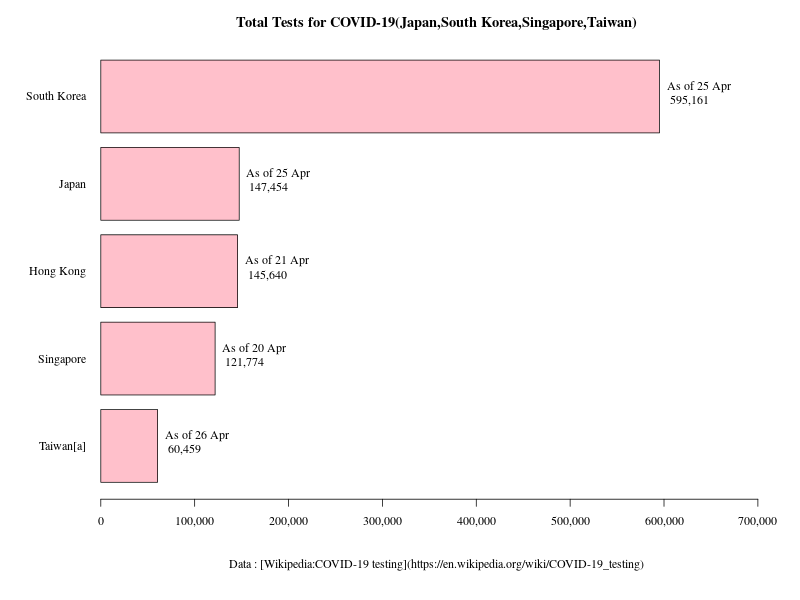 Total Tests for COVID-19(Japan,South Korea,Singapore,Taiwan)
South Korea
As of 25 Apr
595,161
Japan
As of 25 Apr
147,454
Hong Kong
As of 21 Apr
145,640
Singapore
As of 20 Apr
121,774
Taiwan[a]
As of 26 Apr
60,459
0 100,000 200,000 300,000 400,000 500,000 600,000 700,000
Data : [Wikipedia:COVID-19 testing](https://en.wikipedia.org/wiki/COVID-19_testing)